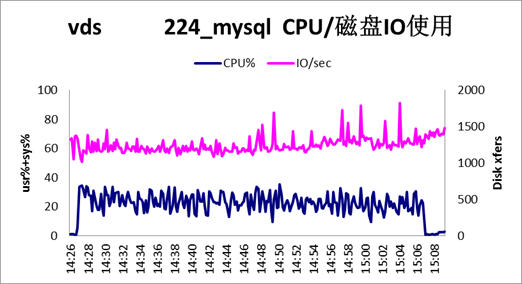 vds 224_mysql CPU/磁盘IO使用
CPU% IO/sec
usr%+sys%
100
80
60
40
20
0
2000
1500
1000
500
0
Disk xfers
14:26 14:28 14:30 14:32 14:34 14:36 14:38 14:40 14:42 14:44 14:46 14:48 14:50 14:52 14:54 14:56 14:58 15:00 15:02 15:04 15:06 15:08